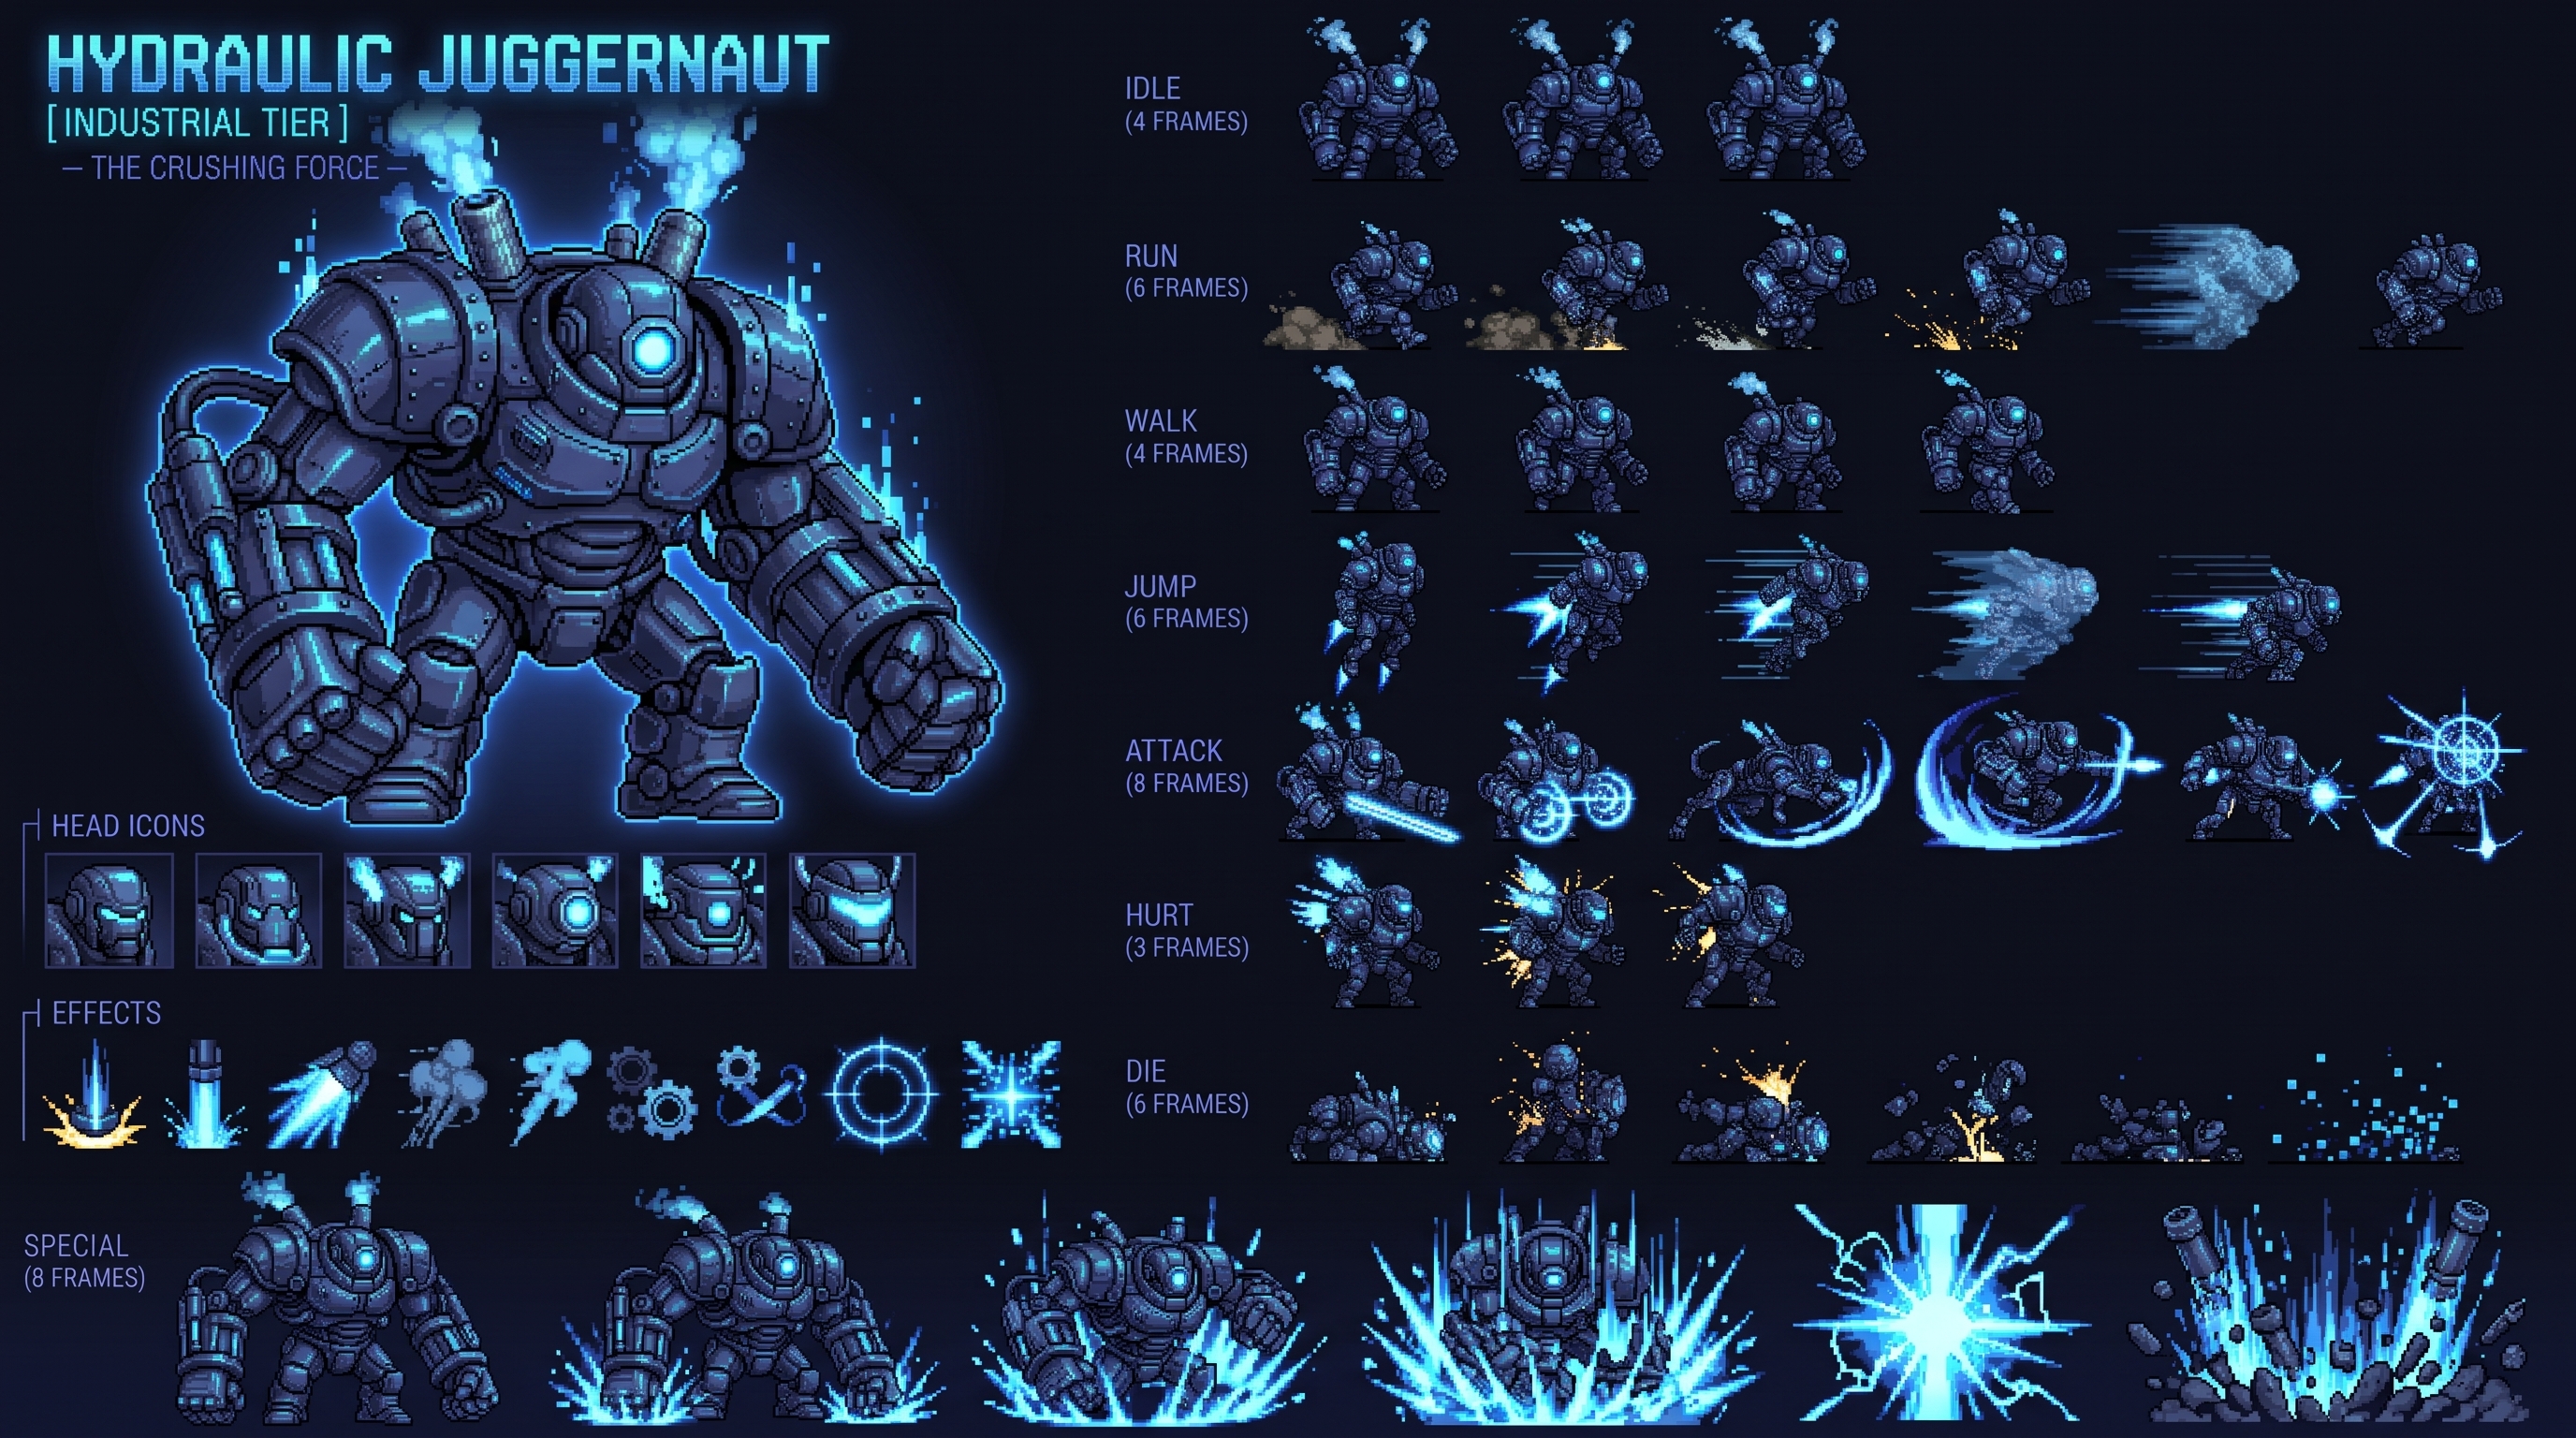 HYDRAULIC JUGGERNAUT
[INDUSTRIAL TIER]
— THE CRUSHING FORCE —
HEAD ICONS
EFFECTS
IDLE
(4 FRAMES)
RUN
(6 FRAMES)
WALK
(4 FRAMES)
JUMP
(6 FRAMES)
ATTACK
(8 FRAMES)
HURT
(3 FRAMES)
DIE
(6 FRAMES)
SPECIAL
(8 FRAMES)